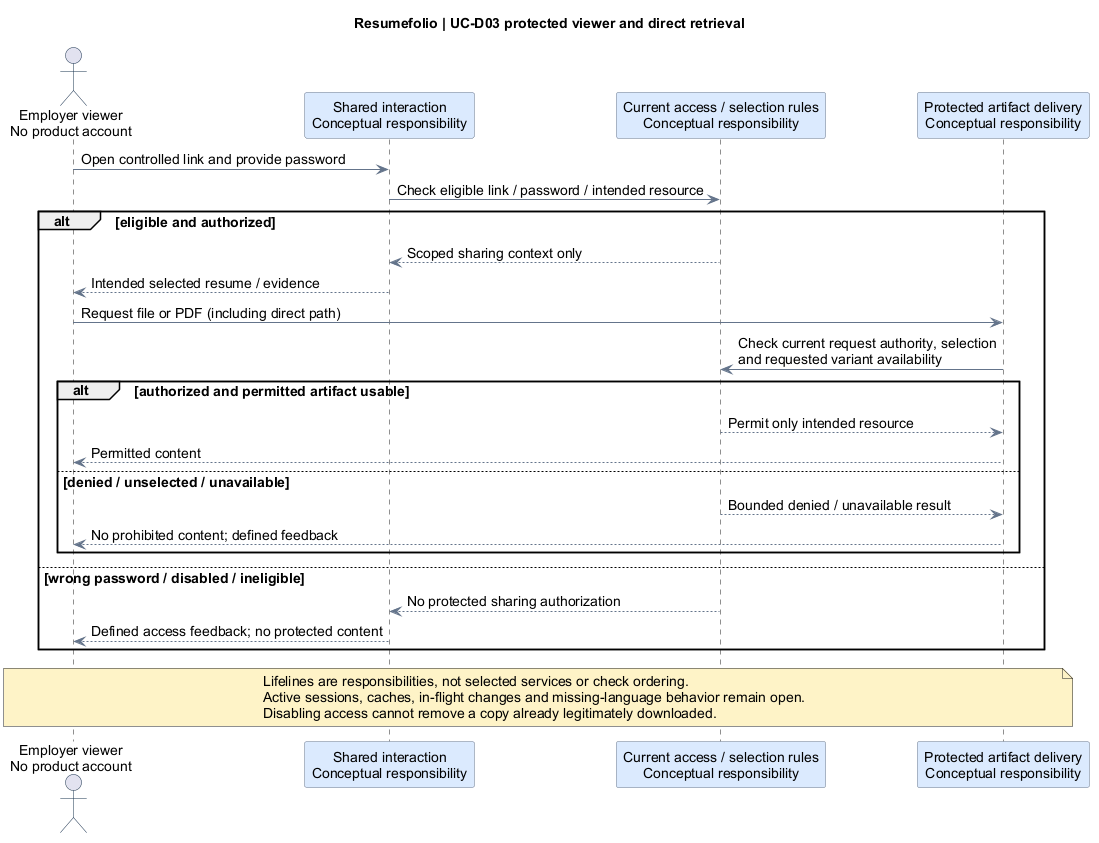 Resumefolio | UC-D03 protected viewer and direct retrieval
Employer viewer
No product account
Shared interaction
Conceptual responsibility
Current access / selection rules
Conceptual responsibility
Protected artifact delivery
Conceptual responsibility
Open controlled link and provide password
Check eligible link / password / intended resource
alt [eligible and authorized]
Scoped sharing context only
Intended selected resume / evidence
Request file or PDF (including direct path)
Check current request authority, selection
and requested variant availability
alt [authorized and permitted artifact usable]
Permit only intended resource
Permitted content
[denied / unselected / unavailable]
Bounded denied / unavailable result
No prohibited content; defined feedback
[wrong password / disabled / ineligible]
No protected sharing authorization
Defined access feedback; no protected content
Lifelines are responsibilities, not selected services or check ordering.
Active sessions, caches, in-flight changes and missing-language behavior remain open.
Disabling access cannot remove a copy already legitimately downloaded.
Employer viewer
No product account
Shared interaction
Conceptual responsibility
Current access / selection rules
Conceptual responsibility
Protected artifact delivery
Conceptual responsibility